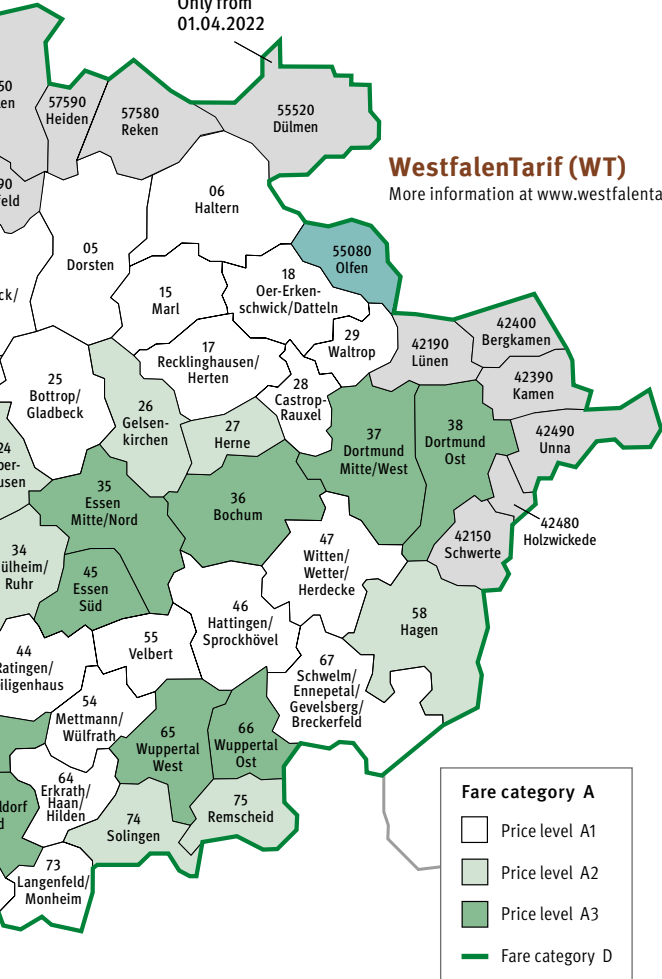 Only from
01.04.2022
57590
Heiden
57580
Reken
55520
Dülmen
WestfalenTarif (WT)
More information at
06
Haltern
05
Dorsten
55080
Olfen
18
Oer-Erken-
schwick/Datteln
15
Marl
29
Waltrop
42190
Lünen
42400
Bergkamen
17
Recklinghausen/
Herten
42390
Kamen
25
Bottrop/
Gladbeck
28
Castrop-
Rauxel
26
Gelsen-
kirchen
27
Herne
37
Dortmund
Mitte/West
38
Dortmund
Ost
42490
Unna
35
Essen
Mitte/Nord
36
Bochum
42480
Holzwickede
42150
Schwerte
47
Witten/
Wetter/
Herdecke
34
Ruhr
45
Essen
Süd
46
Hattingen/
Sprockhövel
58
Hagen
55
Velbert
44
67
Schwelm/
Ennepetal/
Gevelsberg/
Breckerfeld
54
Mettmann/
Wülfrath
65
Wuppertal
West
66
Wuppertal
Ost
64
Erkrath/
Haan/
Hilden
75
Remscheid
74
Solingen
73
Langenfeld/
Monheim
Fare category A
Price level A1
Price level A2
Price level A3
Fare category D